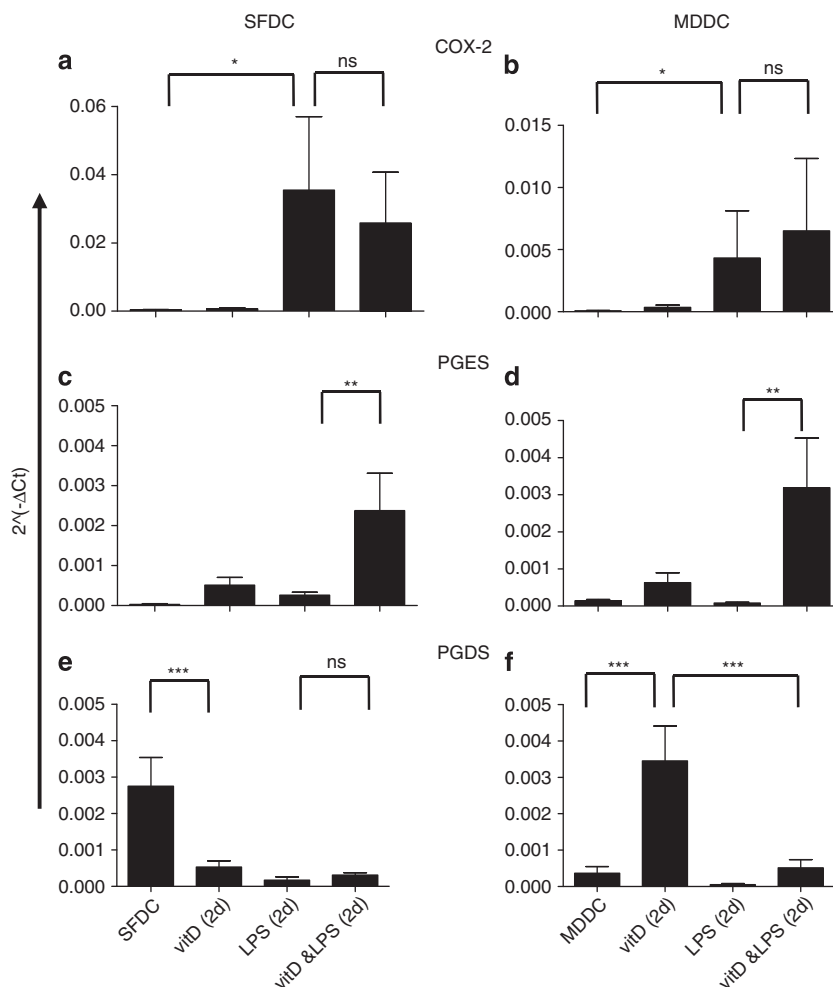 SFDC
MDDC
COX-2
a
*
ns
0.06
0.04
0.02
0.00
b
*
ns
0.015
0.010
0.005
0.000
2^(-ΔCt)
PGES
c
**
0.005
0.004
0.003
0.002
0.001
0.000
d
**
0.005
0.004
0.003
0.002
0.001
0.000
PGDS
e
***
ns
0.005
0.004
0.003
0.002
0.001
0.000
SFDC
vitD (2d)
LPS (2d)
vitD &LPS (2d)
f
***
***
0.005
0.004
0.003
0.002
0.001
0.000
MDDC
vitD (2d)
LPS (2d)
vitD &LPS (2d)